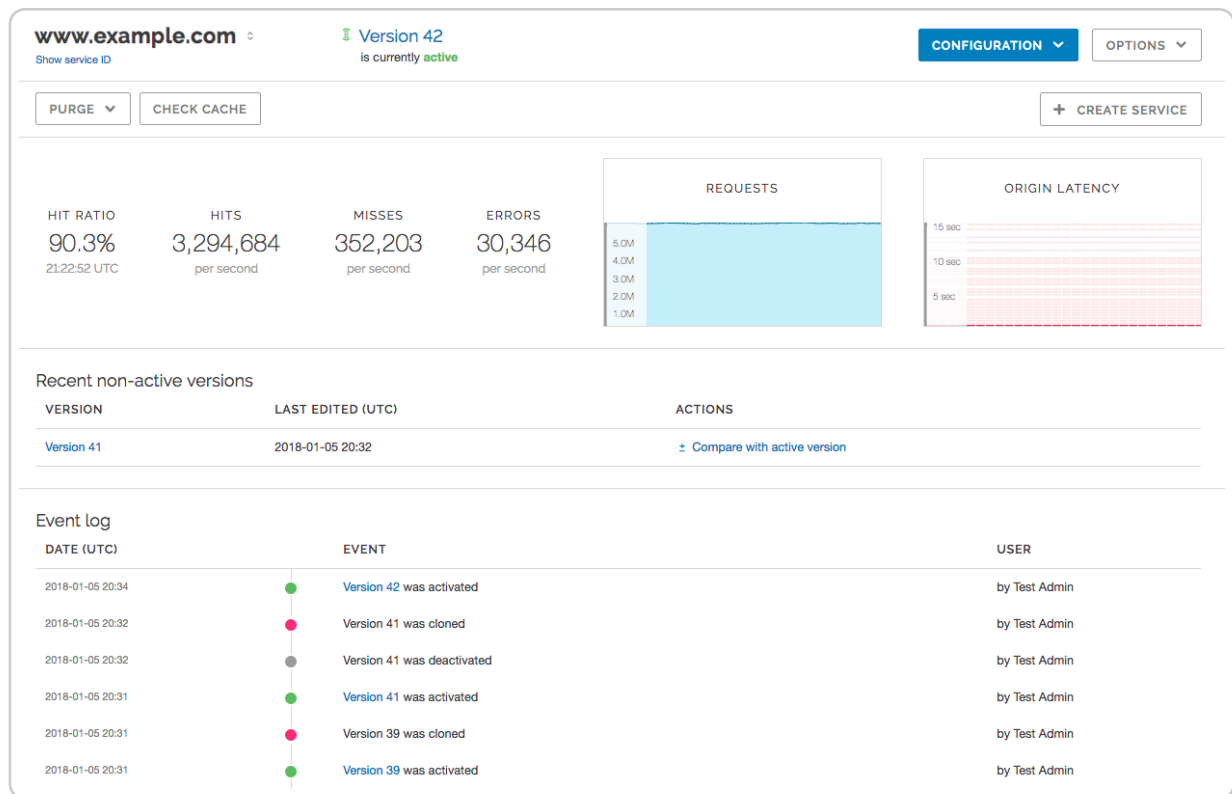 www.example.com
Show service ID
Version 42
is currently active
CONFIGURATION
OPTIONS
PURGE
CHECK CACHE
+ CREATE SERVICE
HIT RATIO
90.3%
21:22:52 UTC
HITS
3,294,684
per second
MISSES
352,203
per second
ERRORS
30,346
per second
REQUESTS
5.0M
4.0M
3.0M
2.0M
1.0M
ORIGIN LATENCY
15 sec
10 sec
5 sec
Recent non-active versions
VERSION LAST EDITED (UTC) ACTIONS
Version 41 2018-01-05 20:32 ± Compare with active version
Event log
DATE (UTC) EVENT USER
2018-01-05 20:34 Version 42 was activated by Test Admin
2018-01-05 20:32 Version 41 was cloned by Test Admin
2018-01-05 20:32 Version 41 was deactivated by Test Admin
2018-01-05 20:31 Version 41 was activated by Test Admin
2018-01-05 20:31 Version 39 was cloned by Test Admin
2018-01-05 20:31 Version 39 was activated by Test Admin